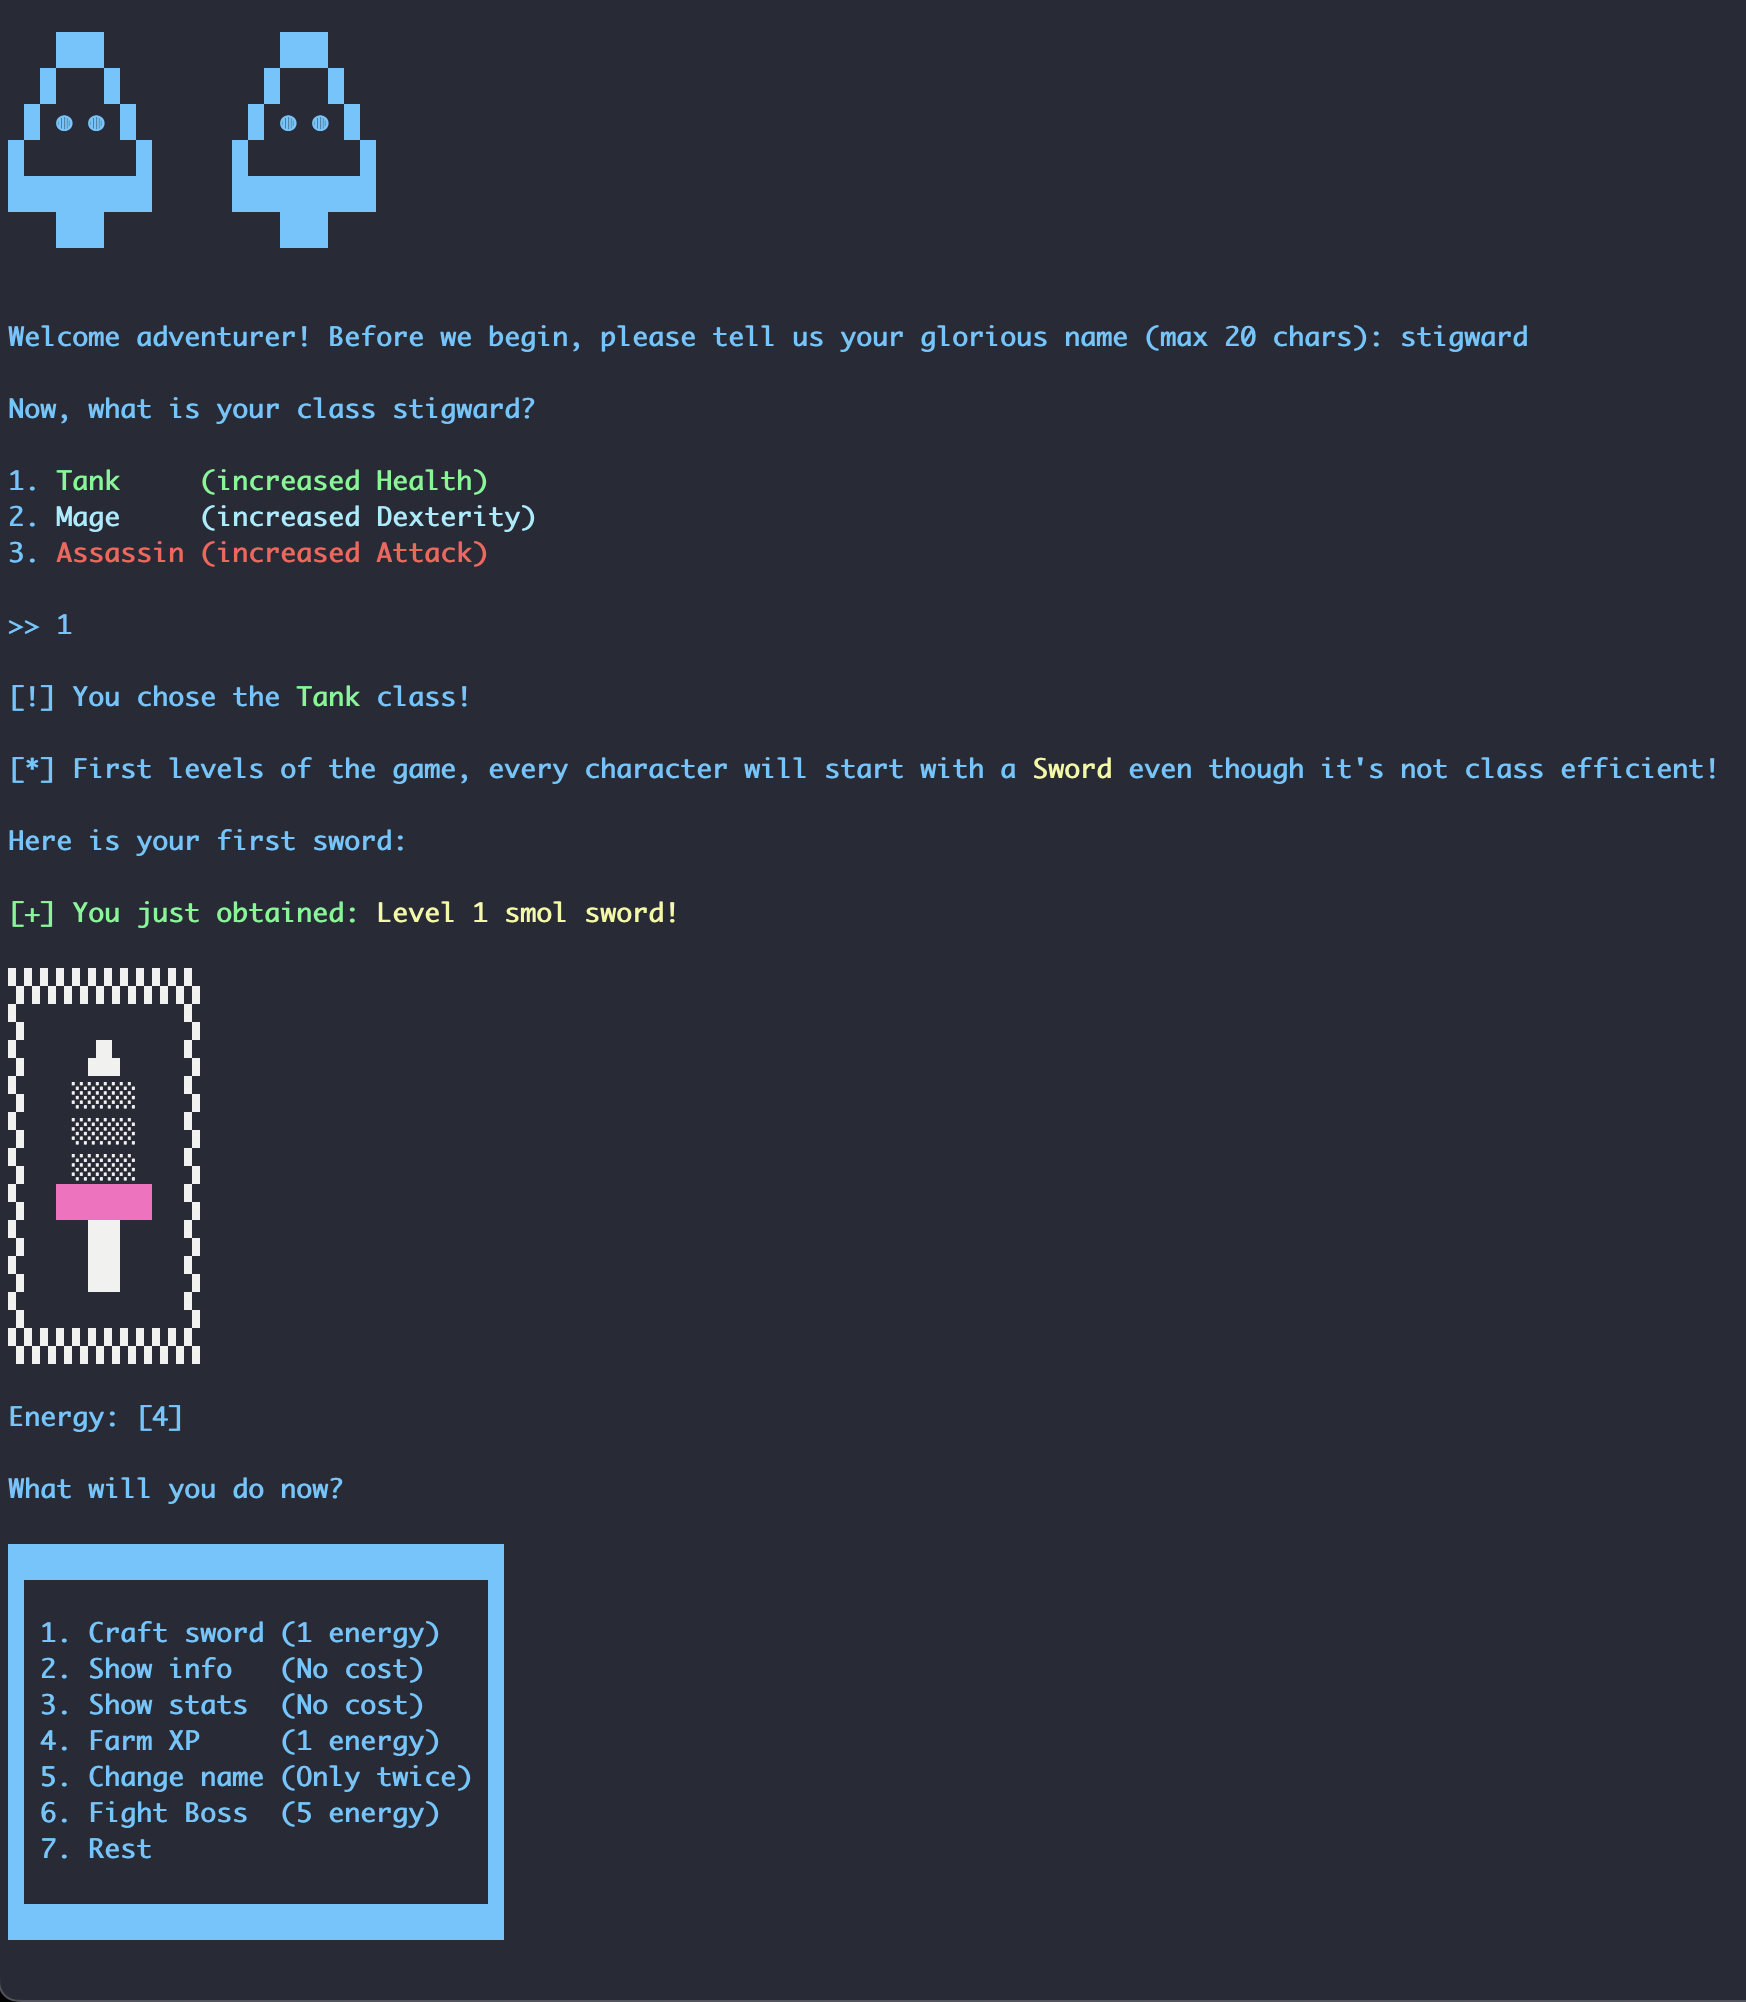 Welcome adventurer! Before we begin, please tell us your glorious name (max 20 chars): stigward
Now, what is your class stigward?
1. Tank     (increased Health)
2. Mage     (increased Dexterity)
3. Assassin (increased Attack)
>> 1
[!] You chose the Tank class!
[*] First levels of the game, every character will start with a Sword even though it's not class efficient!
Here is your first sword:
[+] You just obtained: Level 1 smol sword!
Energy: [4]
What will you do now?
1. Craft sword (1 energy)
2. Show info   (No cost)
3. Show stats  (No cost)
4. Farm XP     (1 energy)
5. Change name (Only twice)
6. Fight Boss  (5 energy)
7. Rest